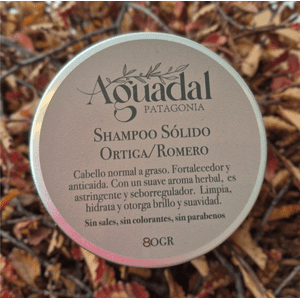 Aguadal
PATAGONIA
SHAMPOO SÓLIDO
ORTIGA/ROMERO
Cabello normal a graso. Fortalecedor y
anticaida. Con un suave aroma herbal, es
astringente y seborregulador. Limpia,
hidrata y otorga brillo y suavidad.
Sin sales, sin colorantes, sin parabenos
80GR